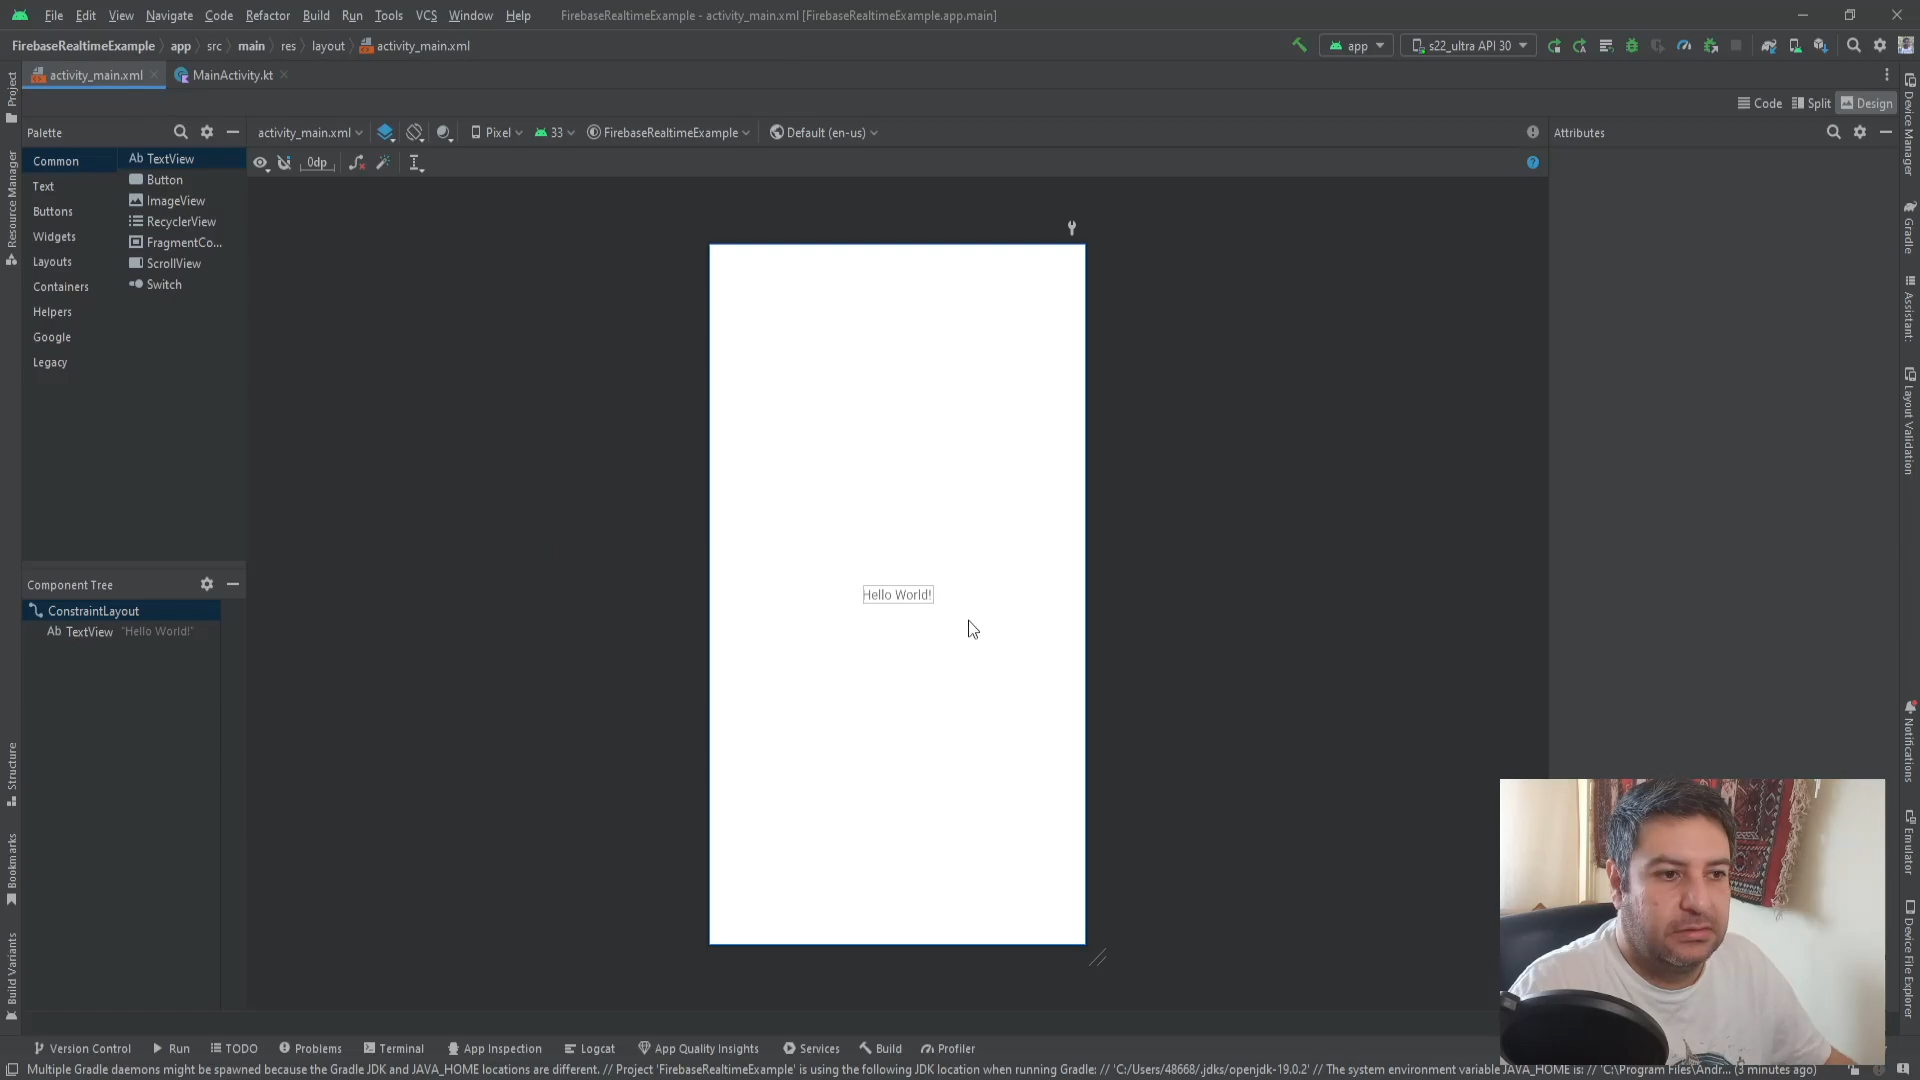 File Edit View Navigate Code Refactor Build Run Tools VCS Window Help FirebaseRealtimeExample - activity_main.xml [FirebaseRealtimeExample.app.main]
FirebaseRealtimeExample app src main res layout activity_main.xml app s22_ultra API 30
activity_main.xml MainActivity.kt
Code Split Design
Palette activity_main.xml Pixel 33 FirebaseRealtimeExample Default (en-us) Attributes
0dp
Common
Text
Buttons
Widgets
Layouts
Containers
Helpers
Google
Legacy
Ab TextView
Button
ImageView
RecyclerView
FragmentCo...
ScrollView
Switch
Hello World!
Component Tree
ConstraintLayout
Ab TextView "Hello World!"
Project
Resource Manager
Structure
Bookmarks
Build Variants
Device Manager
Gradle
Assistant:
Layout Validation
Notifications
Emulator
Device File Explorer
Version Control Run TODO Problems Terminal App Inspection Logcat App Quality Insights Services Build Profiler
Multiple Gradle daemons might be spawned because the Gradle JDK and JAVA_HOME locations are different. // Project 'FirebaseRealtimeExample' is using the following JDK location when running Gradle: // 'C:/Users/48668/.jdks/openjdk-19.0.2' // The system environment variable JAVA_HOME is: // 'C:\Program Files\Andr... (3 minutes ago)